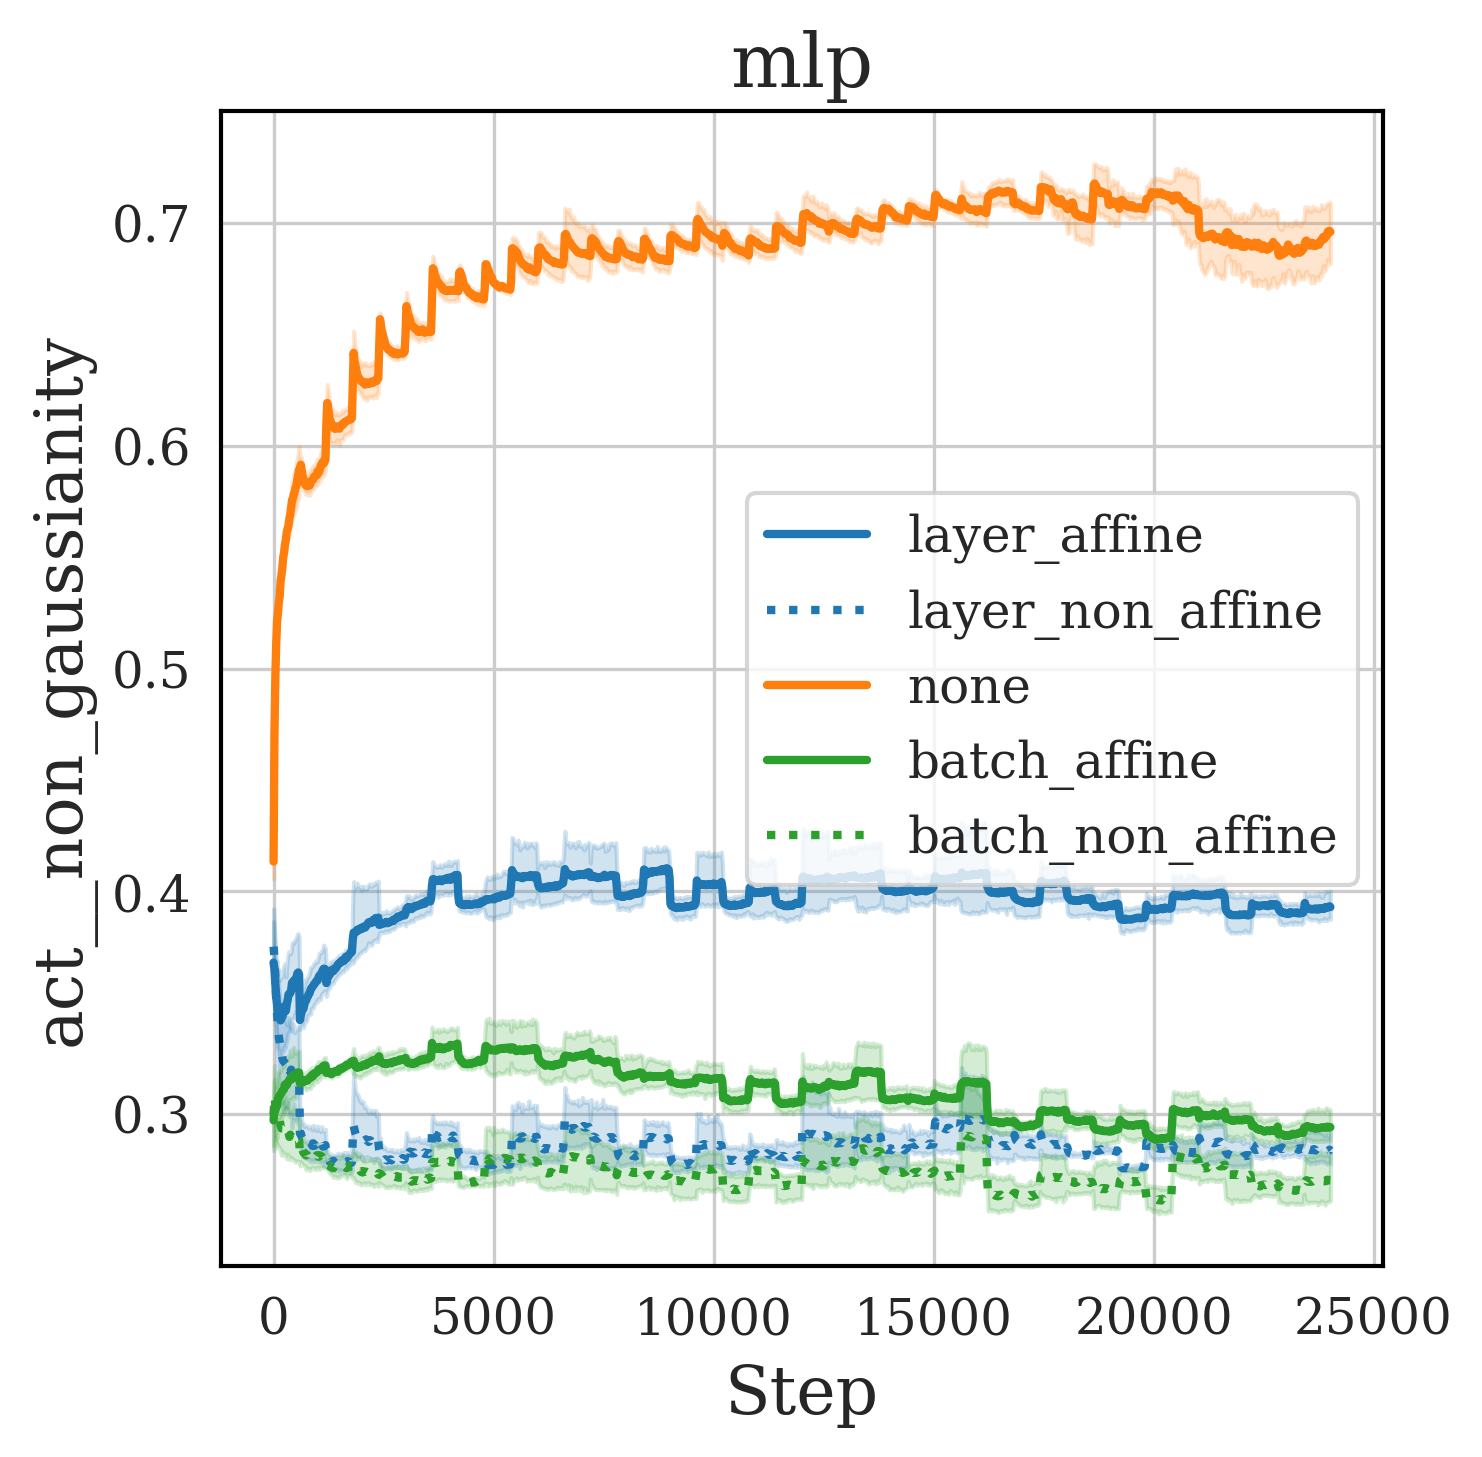 mlp
act_non_gaussianity
0.7
0.6
0.5
0.4
0.3
layer_affine
layer_non_affine
none
batch_affine
batch_non_affine
0
5000
10000
15000
20000
25000
Step